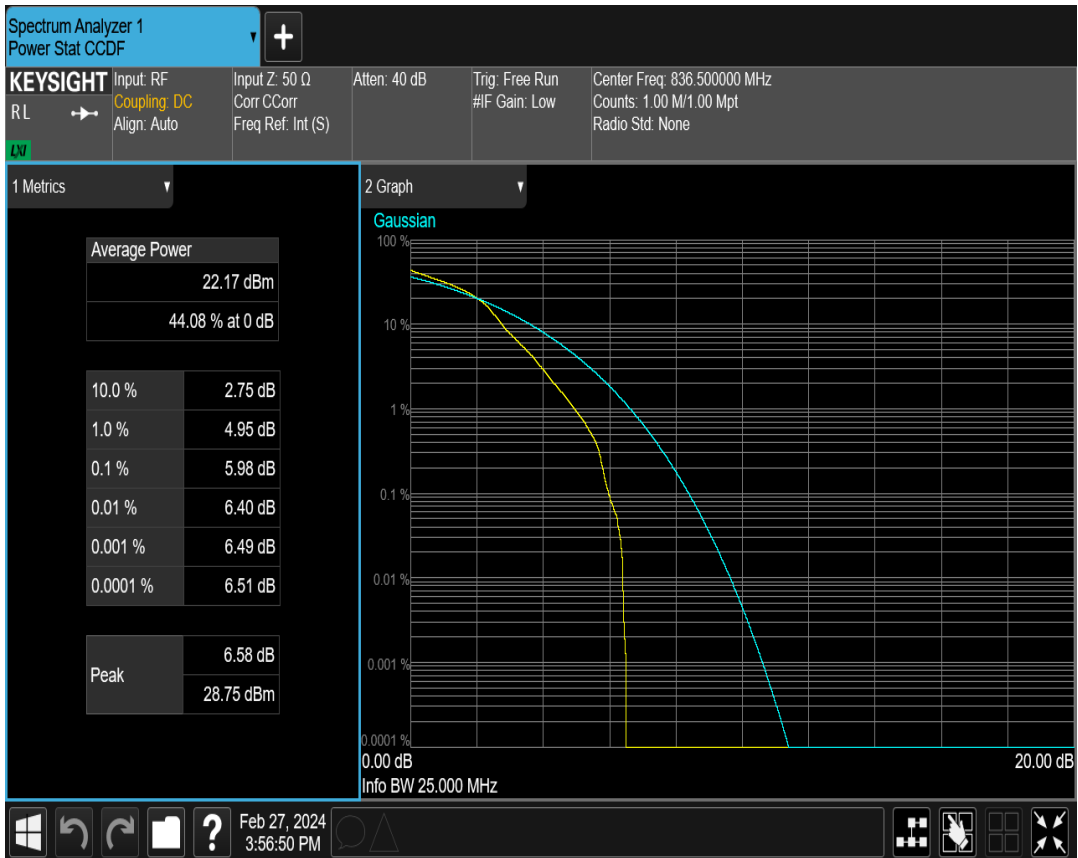 Spectrum Analyzer 1
Power Stat CCDF
+
KEYSIGHT
RL
LXI
Input: RF
Coupling: DC
Align: Auto
Input Z: 50 Ω
Corr CCorr
Freq Ref: Int (S)
Atten: 40 dB
Trig: Free Run
#IF Gain: Low
Center Freq: 836.500000 MHz
Counts: 1.00 M/1.00 Mpt
Radio Std: None
1 Metrics
Average Power
22.17 dBm
44.08 % at 0 dB
10.0 % 2.75 dB
1.0 % 4.95 dB
0.1 % 5.98 dB
0.01 % 6.40 dB
0.001 % 6.49 dB
0.0001 % 6.51 dB
Peak
6.58 dB
28.75 dBm
2 Graph
Gaussian
100 %
10 %
1 %
0.1 %
0.01 %
0.001 %
0.0001 %
0.00 dB 20.00 dB
Info BW 25.000 MHz
?
Feb 27, 2024
3:56:50 PM